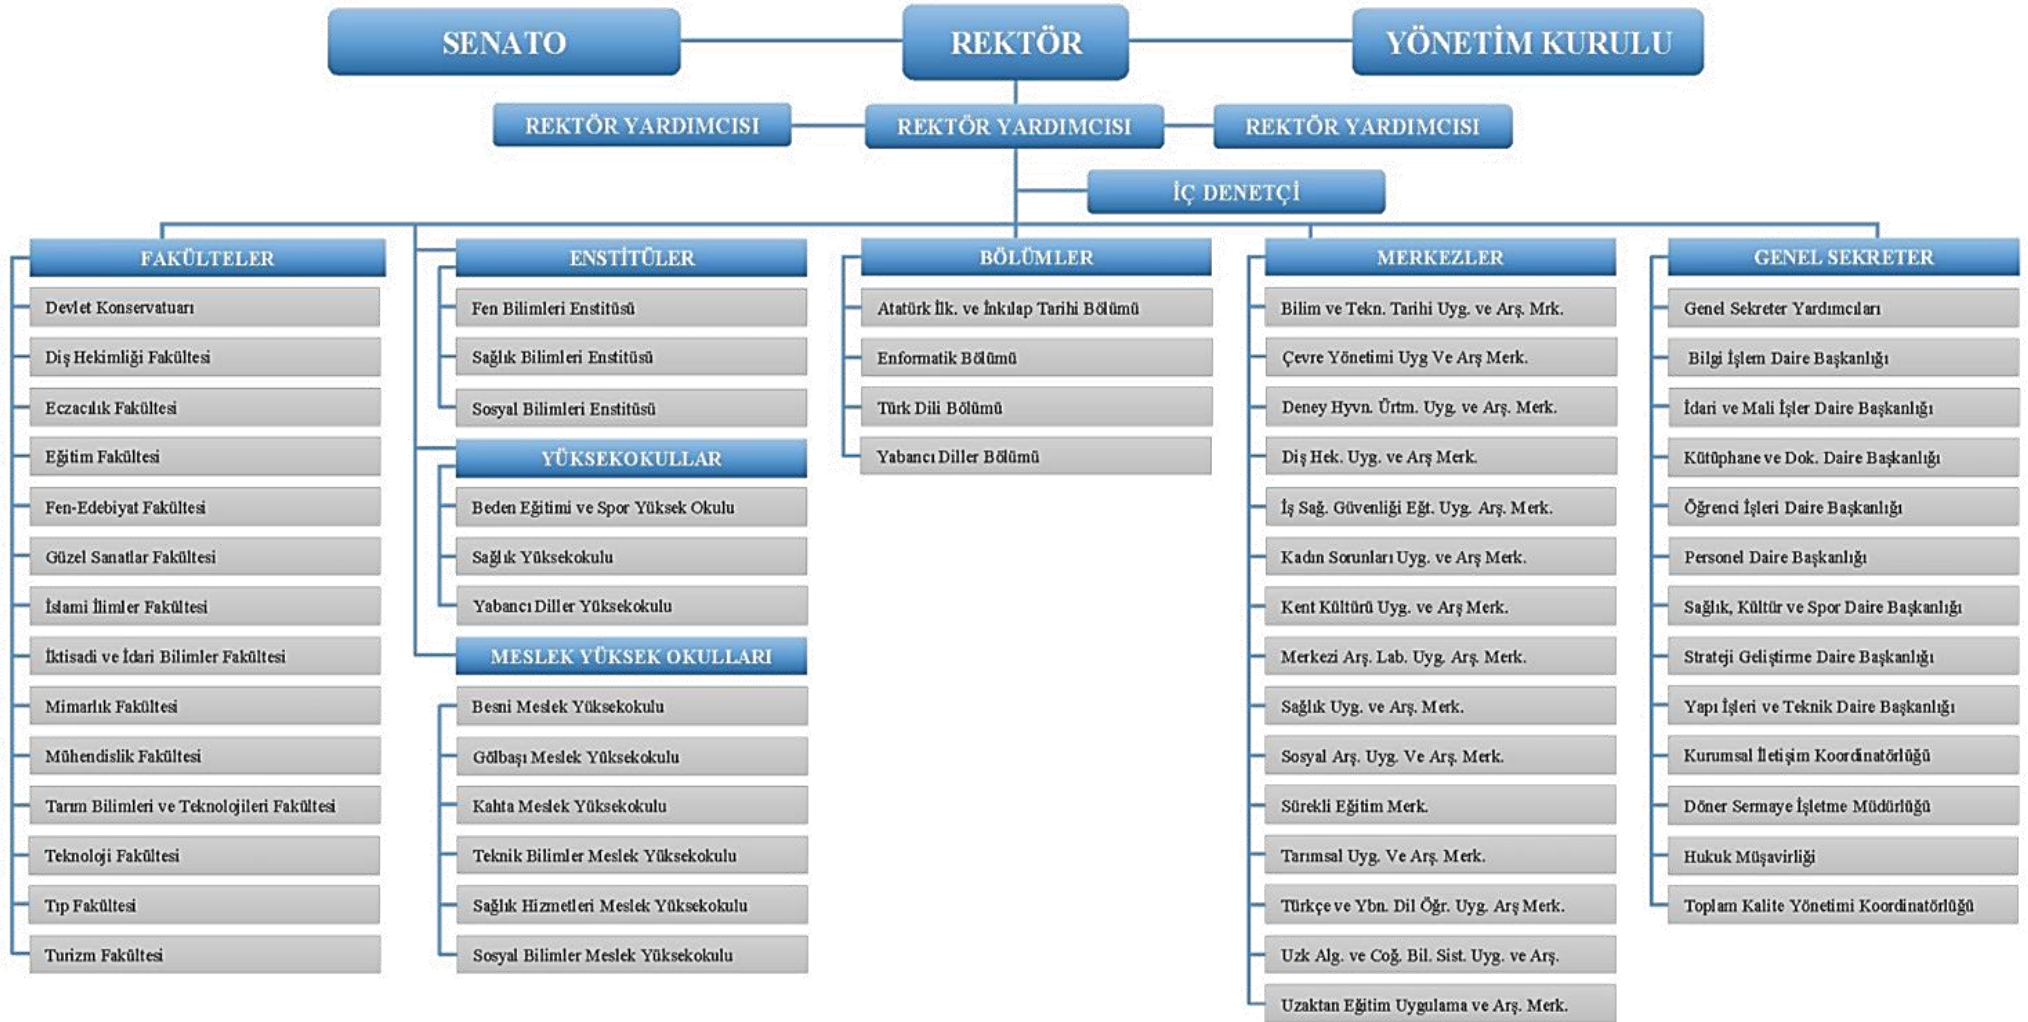 SENATO
REKTÖR
YÖNETİM KURULU
REKTÖR YARDIMCISI
REKTÖR YARDIMCISI
REKTÖR YARDIMCISI
İÇ DENETÇİ
FAKÜLTELER
Devlet Konservatuarı
Diş Hekimliği Fakültesi
Eczacılık Fakültesi
Eğitim Fakültesi
Fen-Edebiyat Fakültesi
Güzel Sanatlar Fakültesi
İslami İlimler Fakültesi
İktisadi ve İdari Bilimler Fakültesi
Mimarlık Fakültesi
Mühendislik Fakültesi
Tarım Bilimleri ve Teknolojileri Fakültesi
Teknoloji Fakültesi
Tıp Fakültesi
Turizm Fakültesi
ENSTİTÜLER
Fen Bilimleri Enstitüsü
Sağlık Bilimleri Enstitüsü
Sosyal Bilimleri Enstitüsü
YÜKSEKOKULLAR
Beden Eğitimi ve Spor Yüksek Okulu
Sağlık Yüksekokulu
Yabancı Diller Yüksekokulu
MESLEK YÜKSEK OKULLARI
Besni Meslek Yüksekokulu
Gölbaşı Meslek Yüksekokulu
Kahta Meslek Yüksekokulu
Teknik Bilimler Meslek Yüksekokulu
Sağlık Hizmetleri Meslek Yüksekokulu
Sosyal Bilimler Meslek Yüksekokulu
BÖLÜMLER
Atatürk İlk. ve İnkılap Tarihi Bölümü
Enformatik Bölümü
Türk Dili Bölümü
Yabancı Diller Bölümü
MERKEZLER
Bilim ve Tekn. Tarihi Uyg. ve Arş. Mrk.
Çevre Yönetimi Uyg Ve Arş Merk.
Deney Hyvn. Ürtm. Uyg. ve Arş. Merk.
Diş Hek. Uyg. ve Arş Merk.
İş Sağ. Güvenliği Eğt. Uyg. Arş. Merk.
Kadın Sorunları Uyg. ve Arş Merk.
Kent Kültürü Uyg. ve Arş Merk.
Merkezi Arş. Lab. Uyg. Arş. Merk.
Sağlık Uyg. ve Arş. Merk.
Sosyal Arş. Uyg. Ve Arş. Merk.
Sürekli Eğitim Merk.
Tarımsal Uyg. Ve Arş. Merk.
Türkçe ve Ybn. Dil Öğr. Uyg. Arş Merk.
Uzk Alg. ve Coğ. Bil. Sist. Uyg. ve Arş.
Uzaktan Eğitim Uygulama ve Arş. Merk.
GENEL SEKRETER
Genel Sekreter Yardımcıları
Bilgi İşlem Daire Başkanlığı
İdari ve Mali İşler Daire Başkanlığı
Kütüphane ve Dok. Daire Başkanlığı
Öğrenci İşleri Daire Başkanlığı
Personel Daire Başkanlığı
Sağlık, Kültür ve Spor Daire Başkanlığı
Strateji Geliştirme Daire Başkanlığı
Yapı İşleri ve Teknik Daire Başkanlığı
Kurumsal İletişim Koordinatörlüğü
Döner Sermaye İşletme Müdürlüğü
Hukuk Müşavirliği
Toplam Kalite Yönetimi Koordinatörlüğü